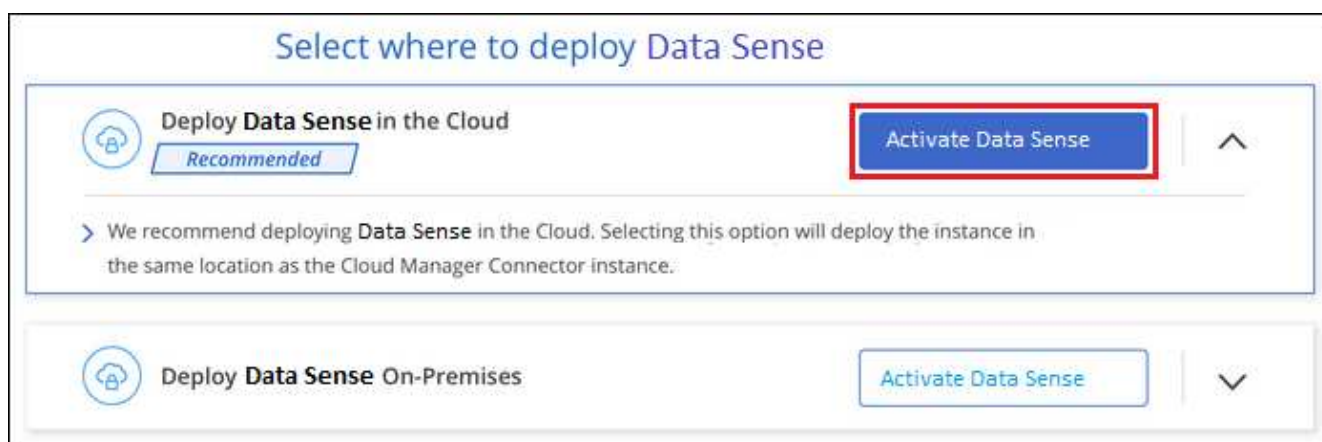 Select where to deploy Data Sense
Deploy Data Sense in the Cloud
Activate Data Sense
Recommended
We recommend deploying Data Sense in the Cloud. Selecting this option will deploy the instance in
the same location as the Cloud Manager Connector instance.
Deploy Data Sense On-Premises
Activate Data Sense